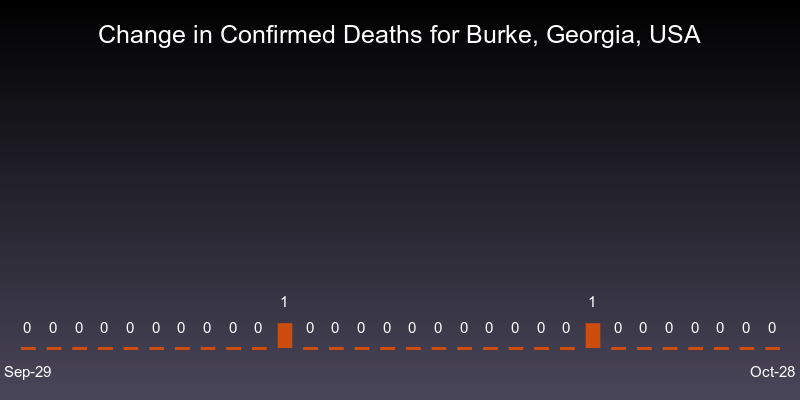 Change in Confirmed Deaths for Burke, Georgia, USA
1 1
0 0 0 0 0 0 0 0 0 0 0 0 0 0 0 0 0 0 0 0 0 0 0 0 0 0 0 0
Sep-29 Oct-28